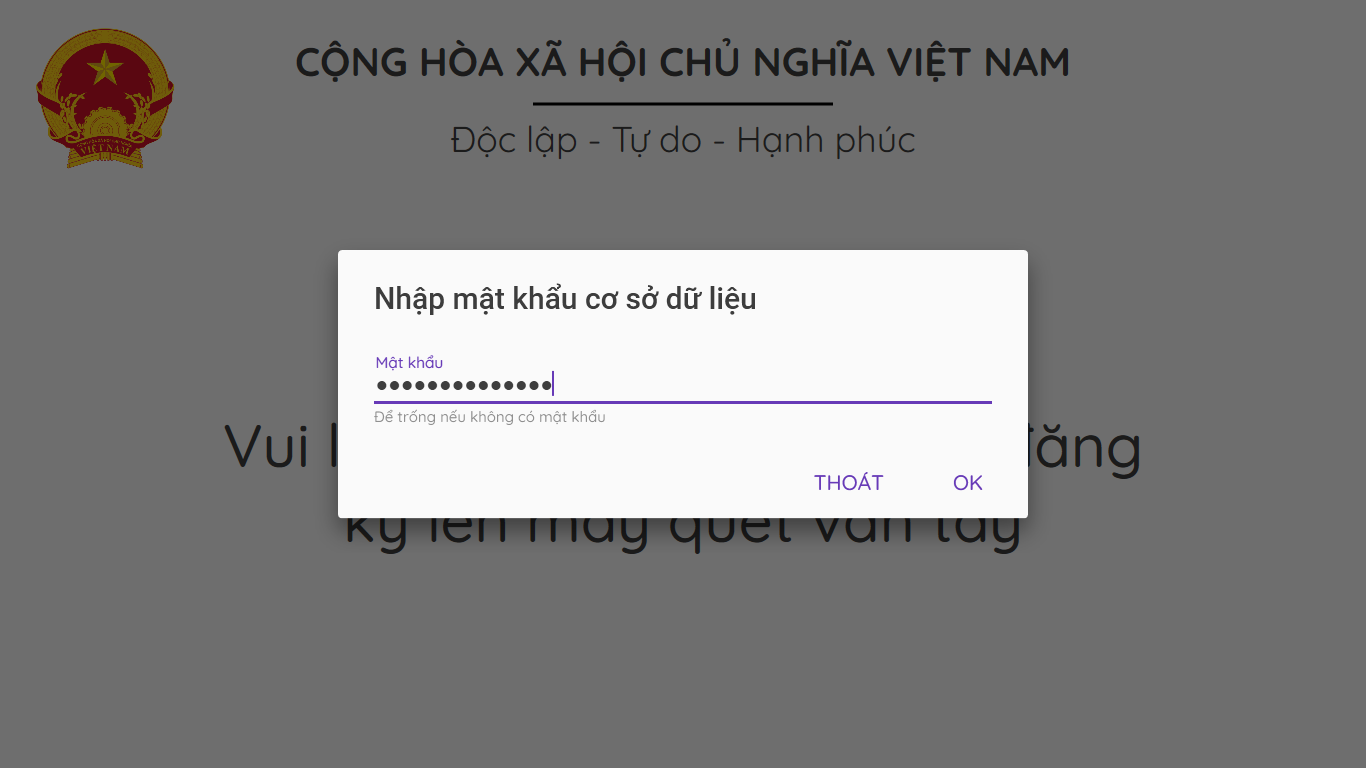 CỘNG HÒA XÃ HỘI CHỦ NGHĨA VIỆT NAM
Độc lập - Tự do - Hạnh phúc
VIỆT NAM
Nhập mật khẩu cơ sở dữ liệu
Mật khẩu
••••••••••••••
Để trống nếu không có mật khẩu
Vui đăng
THOÁT OK
ký lên máy quét vân tay